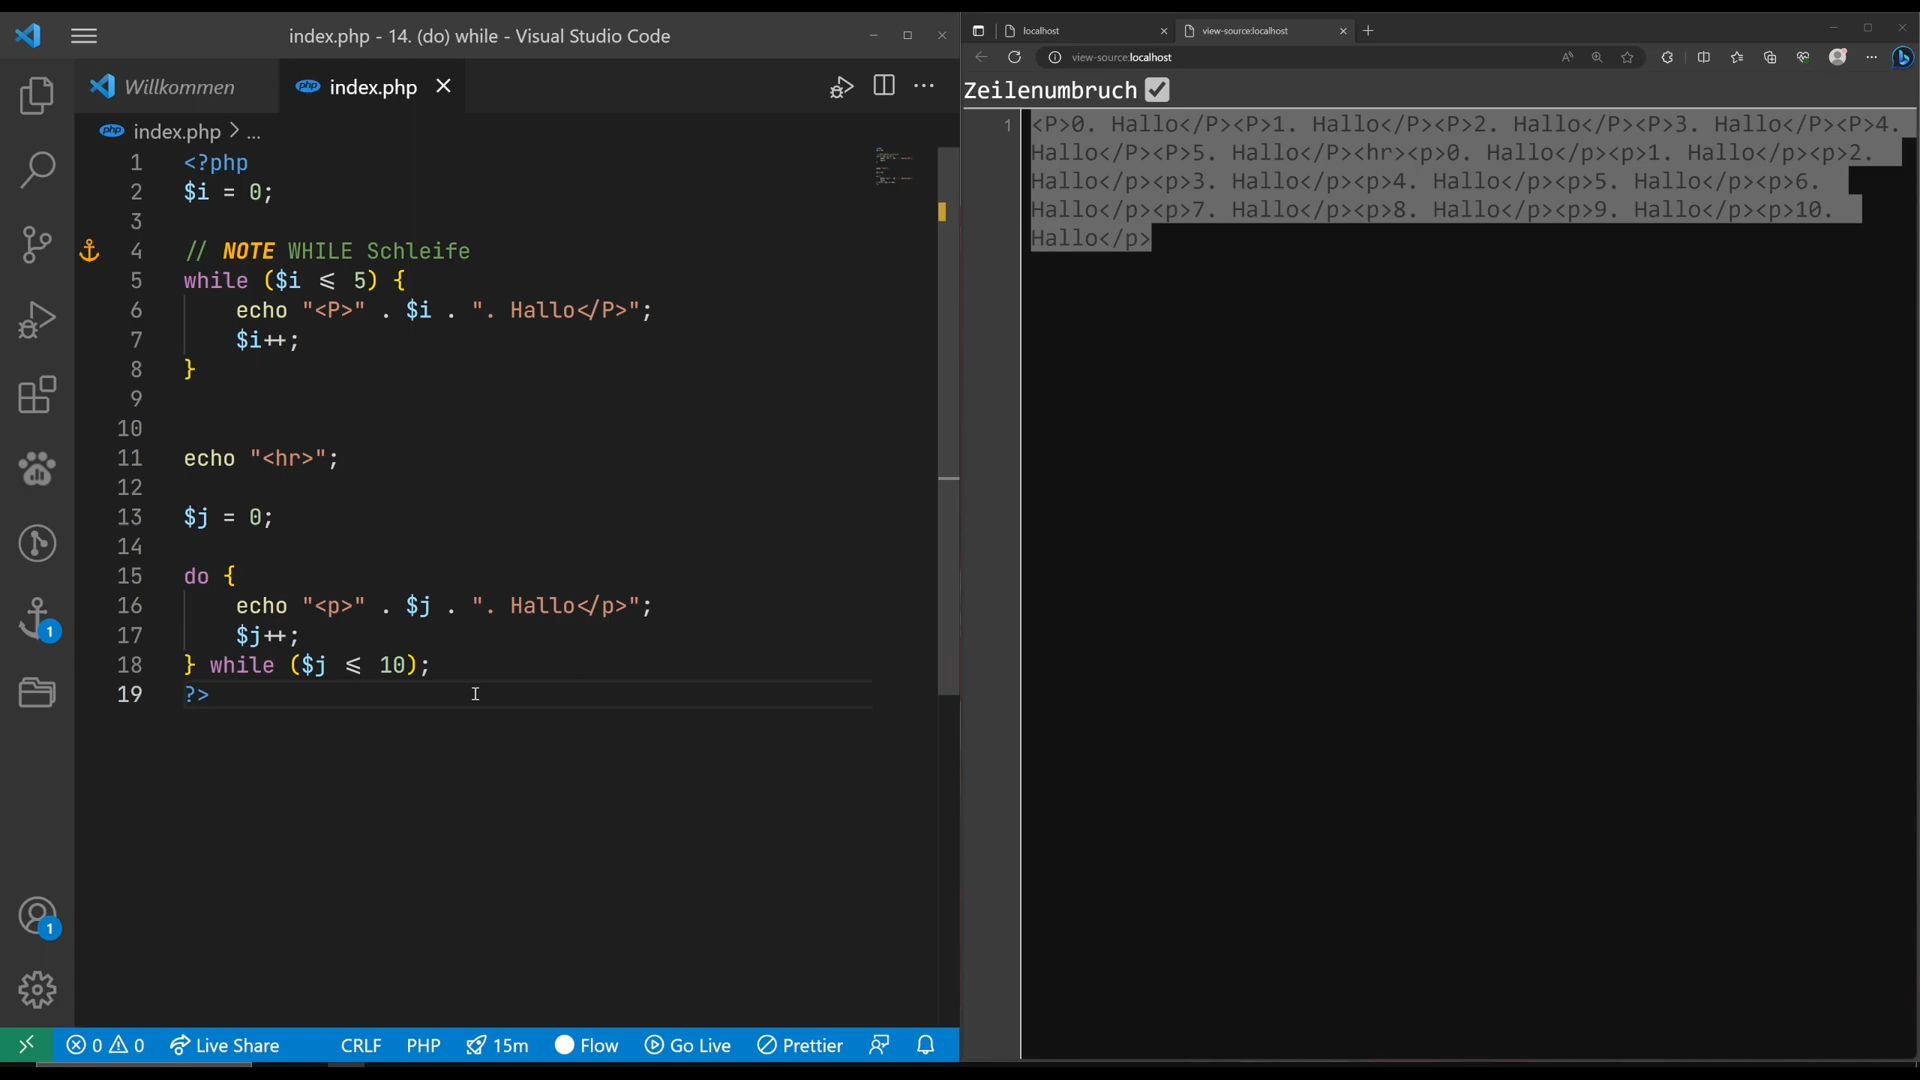 index.php - 14. (do) while - Visual Studio Code
Willkommen
index.php
index.php > ...
1 <?php
2 $i = 0;
3
4 // NOTE WHILE Schleife
5 while ($i <= 5) {
6 echo "<P>" . $i . ". Hallo</P>";
7 $i++;
8 }
9
10
11 echo "<hr>";
12
13 $j = 0;
14
15 do {
16 echo "<p>" . $j . ". Hallo</p>";
17 $j++;
18 } while ($j <= 10);
19 ?>
1
1
0 0 Live Share CRLF PHP 15m Flow Go Live Prettier
localhost
view-source:localhost
view-source:localhost
Zeilenumbruch
1 <P>0. Hallo</P><P>1. Hallo</P><P>2. Hallo</P><P>3. Hallo</P><P>4.
Hallo</P><P>5. Hallo</P><hr><p>0. Hallo</p><p>1. Hallo</p><p>2.
Hallo</p><p>3. Hallo</p><p>4. Hallo</p><p>5. Hallo</p><p>6.
Hallo</p><p>7. Hallo</p><p>8. Hallo</p><p>9. Hallo</p><p>10.
Hallo</p>